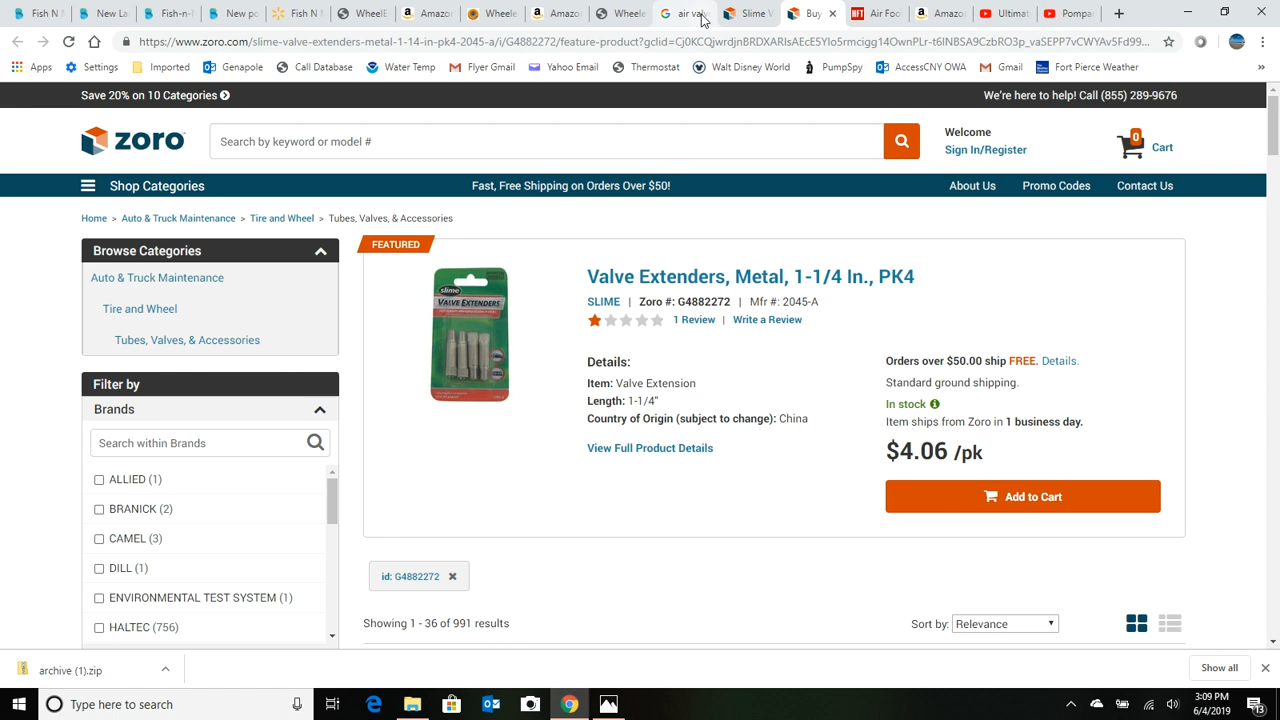 Fish N
New La
Fish-n-
New po
Fish N
WheelE
Amazo
Wheele
Amazo
Wheele
air valv
Slime V
Buy
Air Foo
Amazo
Ultimat
Pompa
https://www.zoro.com/slime-valve-extenders-metal-1-14-in-pk4-2045-a/i/G4882272/feature-product?gclid=Cj0KCQjwrdjnBRDXARIsAEcE5YIo5rmcigg14OwnPLr-t6lNBSA9CzbRO3p_vaSEPP7vCWYAv5Fd99...
Apps Settings Imported Genapole Call Database Water Temp Flyer Gmail Yahoo Email Thermostat Walt Disney World PumpSpy AccessCNY OWA Gmail Fort Pierce Weather »
Save 20% on 10 Categories
We're here to help! Call (855) 289-9676
zoro
Search by keyword or model #
Welcome
Sign In/Register
0
Cart
Shop Categories
Fast, Free Shipping on Orders Over $50!
About Us Promo Codes Contact Us
Home > Auto & Truck Maintenance > Tire and Wheel > Tubes, Valves, & Accessories
Browse Categories
Auto & Truck Maintenance
Tire and Wheel
Tubes, Valves, & Accessories
Filter by
Brands
Search within Brands
ALLIED (1)
BRANICK (2)
CAMEL (3)
DILL (1)
ENVIRONMENTAL TEST SYSTEM (1)
HALTEC (756)
FEATURED
slime
VALVE EXTENDERS
Valve Extenders, Metal, 1-1/4 In., PK4
SLIME | Zoro #: G4882272 | Mfr #: 2045-A
1 Review | Write a Review
Details:
Item: Valve Extension
Length: 1-1/4"
Country of Origin (subject to change): China
View Full Product Details
Orders over $50.00 ship FREE. Details.
Standard ground shipping.
In stock
Item ships from Zoro in 1 business day.
$4.06 /pk
Add to Cart
id: G4882272
Showing 1 - 36 of 991 results
Sort by: Relevance
archive (1).zip
Show all
Type here to search
3:09 PM
6/4/2019
13